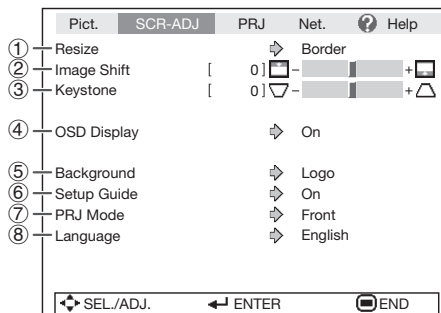 Pict. SCR-ADJ PRJ Net. ? Help
① Resize Border
② Image Shift [ 0 ] − +
③ Keystone [ 0 ] − +
④ OSD Display On
⑤ Background Logo
⑥ Setup Guide On
⑦ PRJ Mode Front
⑧ Language English
SEL./ADJ. ENTER END